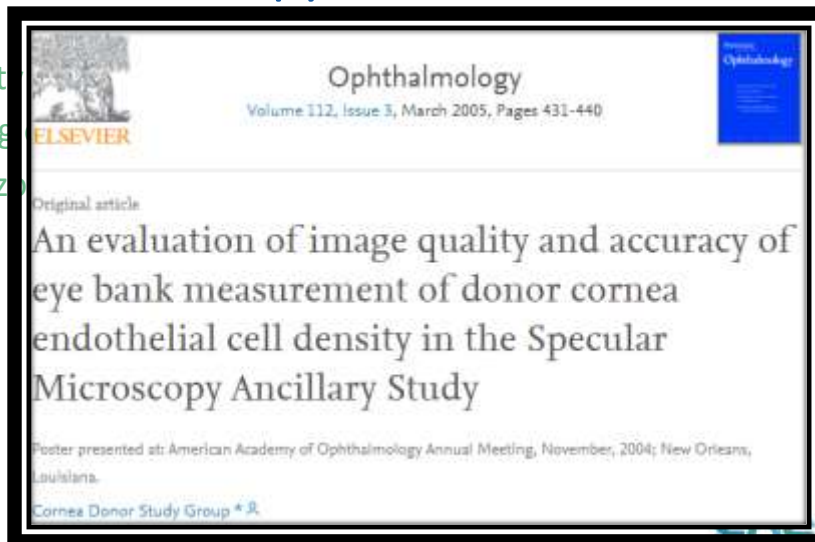 Ophthalmology
Volume 112, Issue 3, March 2005, Pages 431-440
Ophthalmology
ELSEVIER
Original article
An evaluation of image quality and accuracy of
eye bank measurement of donor cornea
endothelial cell density in the Specular
Microscopy Ancillary Study
Poster presented at: American Academy of Ophthalmology Annual Meeting, November, 2004; New Orleans,
Louisiana.
Cornea Donor Study Group *